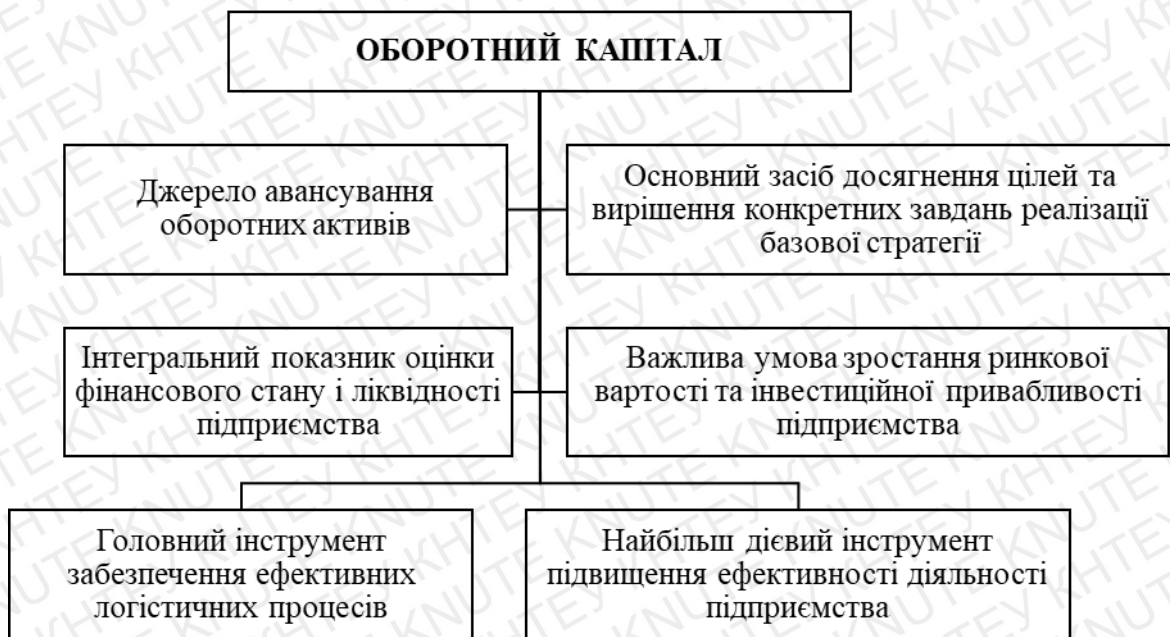 ОБОРОТНИЙ КАПІТАЛ
Джерело авансування
оборотних активів
Основний засіб досягнення цілей та
вирішення конкретних завдань реалізації
базової стратегії
Інтегральний показник оцінки
фінансового стану і ліквідності
підприємства
Важлива умова зростання ринкової
вартості та інвестиційної привабливості
підприємства
Головний інструмент
забезпечення ефективних
логістичних процесів
Найбільш дієвий інструмент
підвищення ефективності діяльності
підприємства